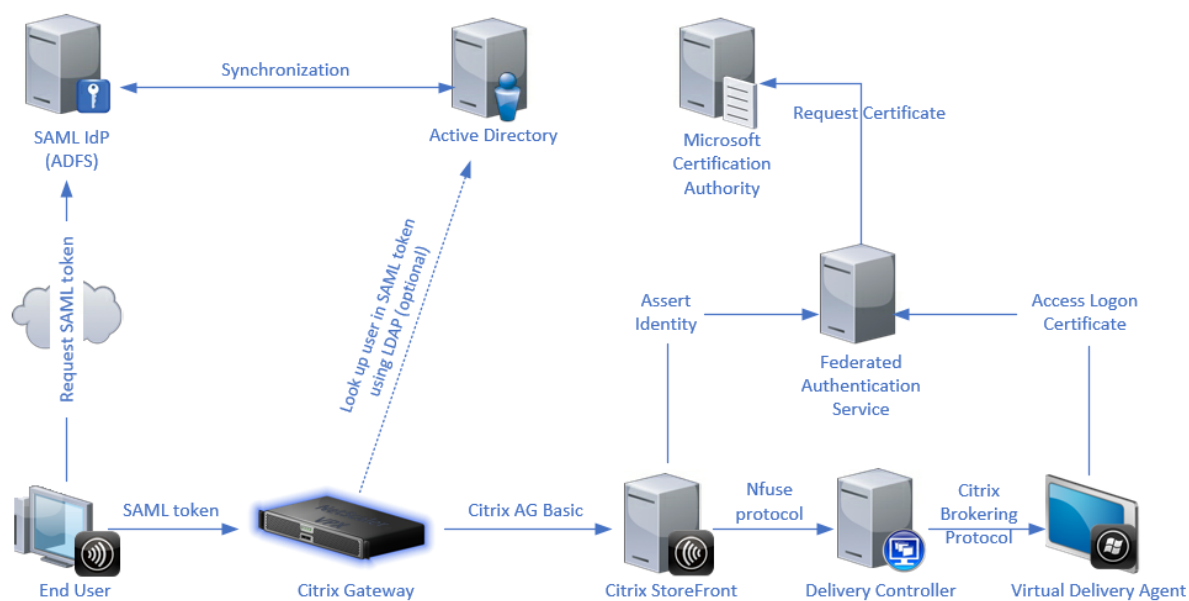 Synchronization
SAML IdP
(ADFS)
Active Directory
Request Certificate
Microsoft
Certification
Authority
Request SAML token
Look up user in SAML token
using LDAP (optional)
Assert
Identity
Access Logon
Certificate
Federated
Authentication
Service
SAML token
Citrix AG Basic
Nfuse
protocol
Citrix
Brokering
Protocol
End User
Citrix Gateway
Citrix StoreFront
Delivery Controller
Virtual Delivery Agent